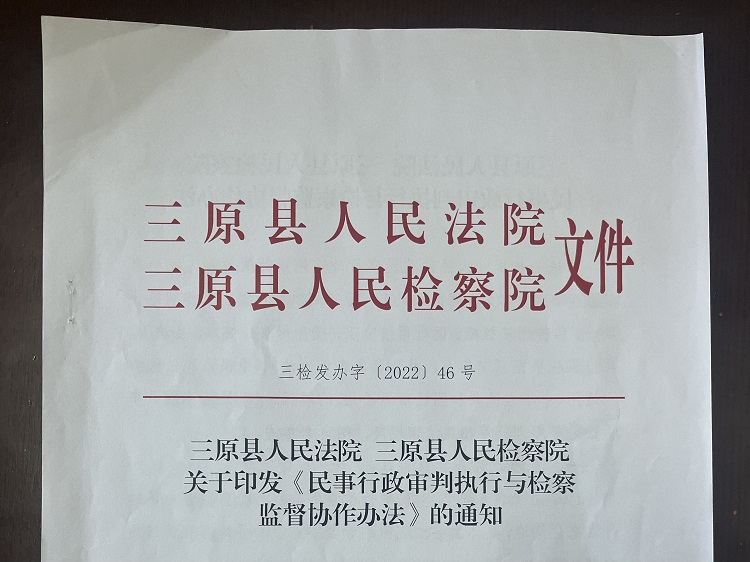 三原县人民法院
三原县人民检察院
文件
三检发办字〔2022〕46 号
三原县人民法院 三原县人民检察院
关于印发《民事行政审判执行与检察
监督协作办法》的通知